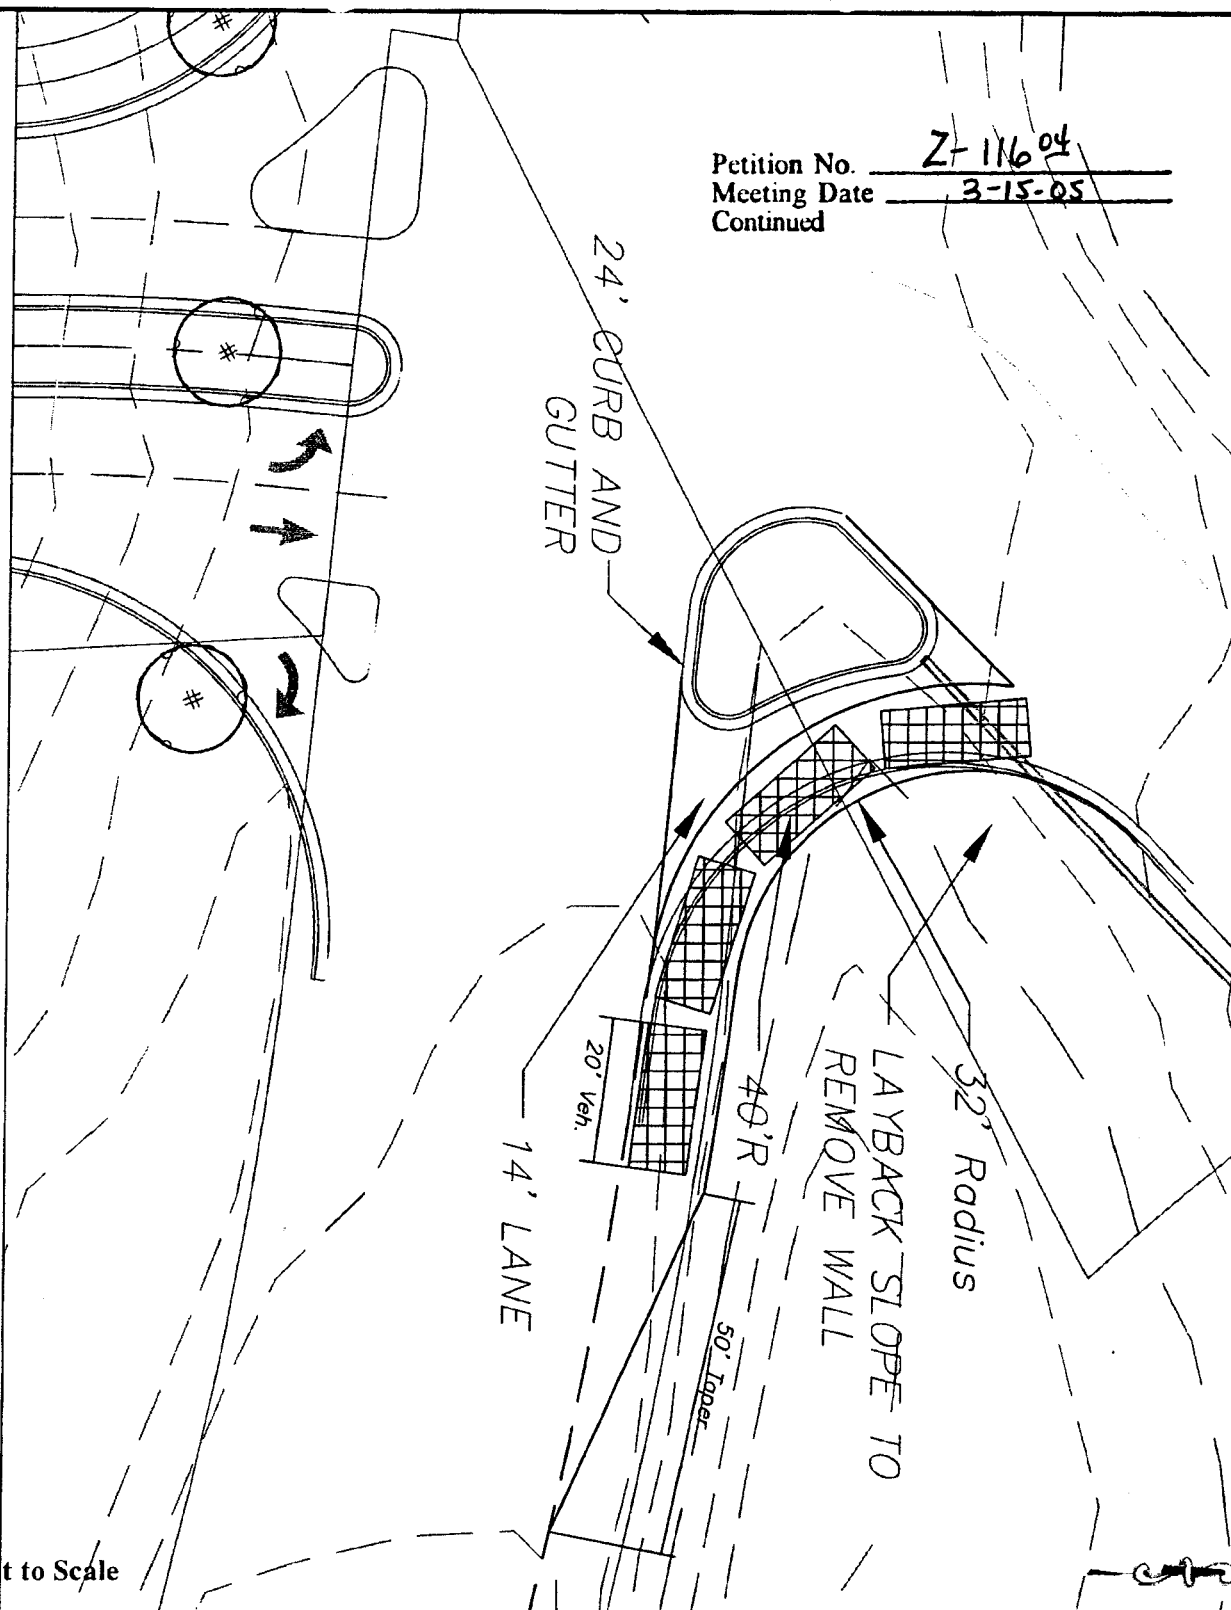 Petition No. Z-116 04
Meeting Date 3-15-05
Continued
24' CURB AND
GUTTER
32' Radius
LAYBACK SLOPE TO
REMOVE WALL
40'R
20' Veh.
14' LANE
50' Taper
t to Scale
#
#
#